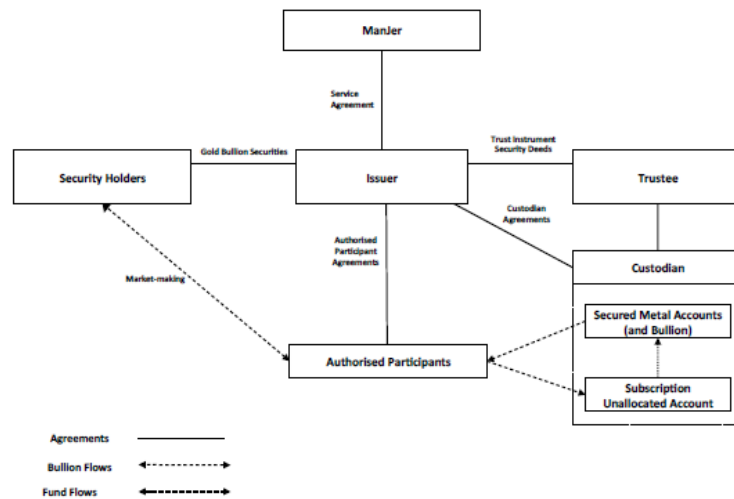 ManJer
Service
Agreement
Gold Bullion Securities
Trust Instrument
Security Deeds
Security Holders
Issuer
Trustee
Custodian
Agreements
Authorised
Participant
Agreements
Custodian
Market-making
Secured Metal Accounts
(and Bullion)
Authorised Participants
Subscription
Unallocated Account
Agreements
Bullion Flows
Fund Flows